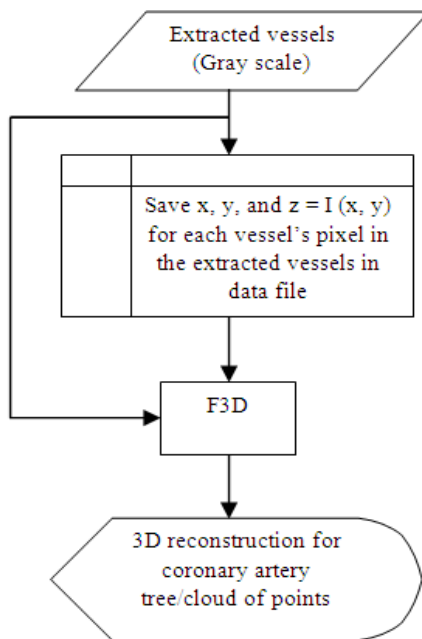 Extracted vessels
(Gray scale)
Save x, y, and z = I (x, y)
for each vessel's pixel in
the extracted vessels in
data file
F3D
3D reconstruction for
coronary artery
tree/cloud of points